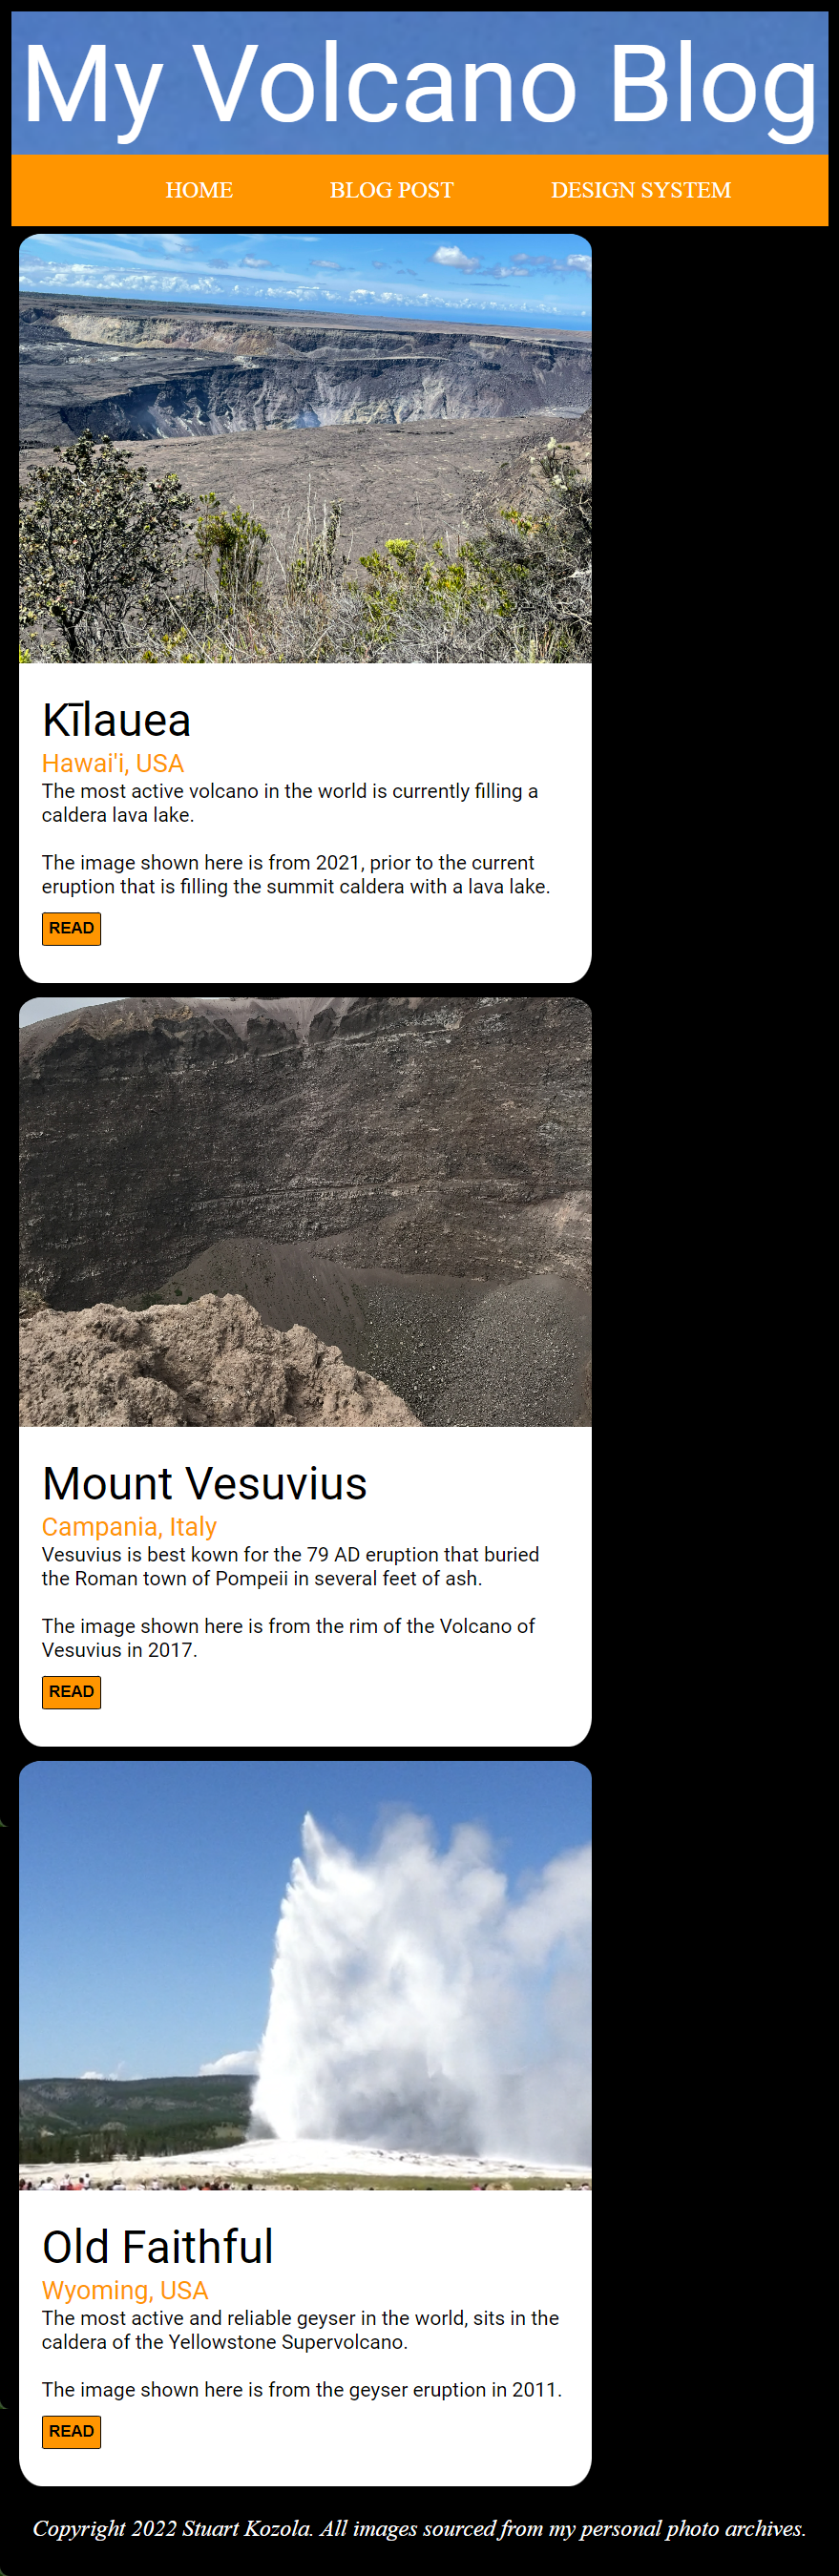 My Volcano Blog
HOME BLOG POST DESIGN SYSTEM
Kīlauea
Hawai'i, USA
The most active volcano in the world is currently filling a
caldera lava lake.
The image shown here is from 2021, prior to the current
eruption that is filling the summit caldera with a lava lake.
READ
Mount Vesuvius
Campania, Italy
Vesuvius is best kown for the 79 AD eruption that buried
the Roman town of Pompeii in several feet of ash.
The image shown here is from the rim of the Volcano of
Vesuvius in 2017.
READ
Old Faithful
Wyoming, USA
The most active and reliable geyser in the world, sits in the
caldera of the Yellowstone Supervolcano.
The image shown here is from the geyser eruption in 2011.
READ
Copyright 2022 Stuart Kozola. All images sourced from my personal photo archives.